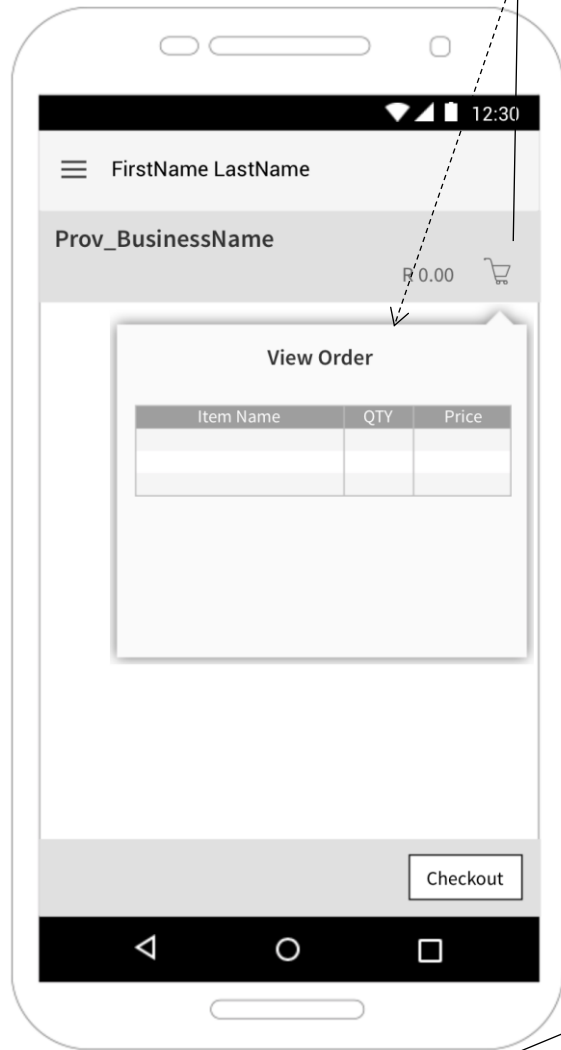 12:30
FirstName LastName
Prov_BusinessName
R 0.00
View Order
Item Name QTY Price
Checkout